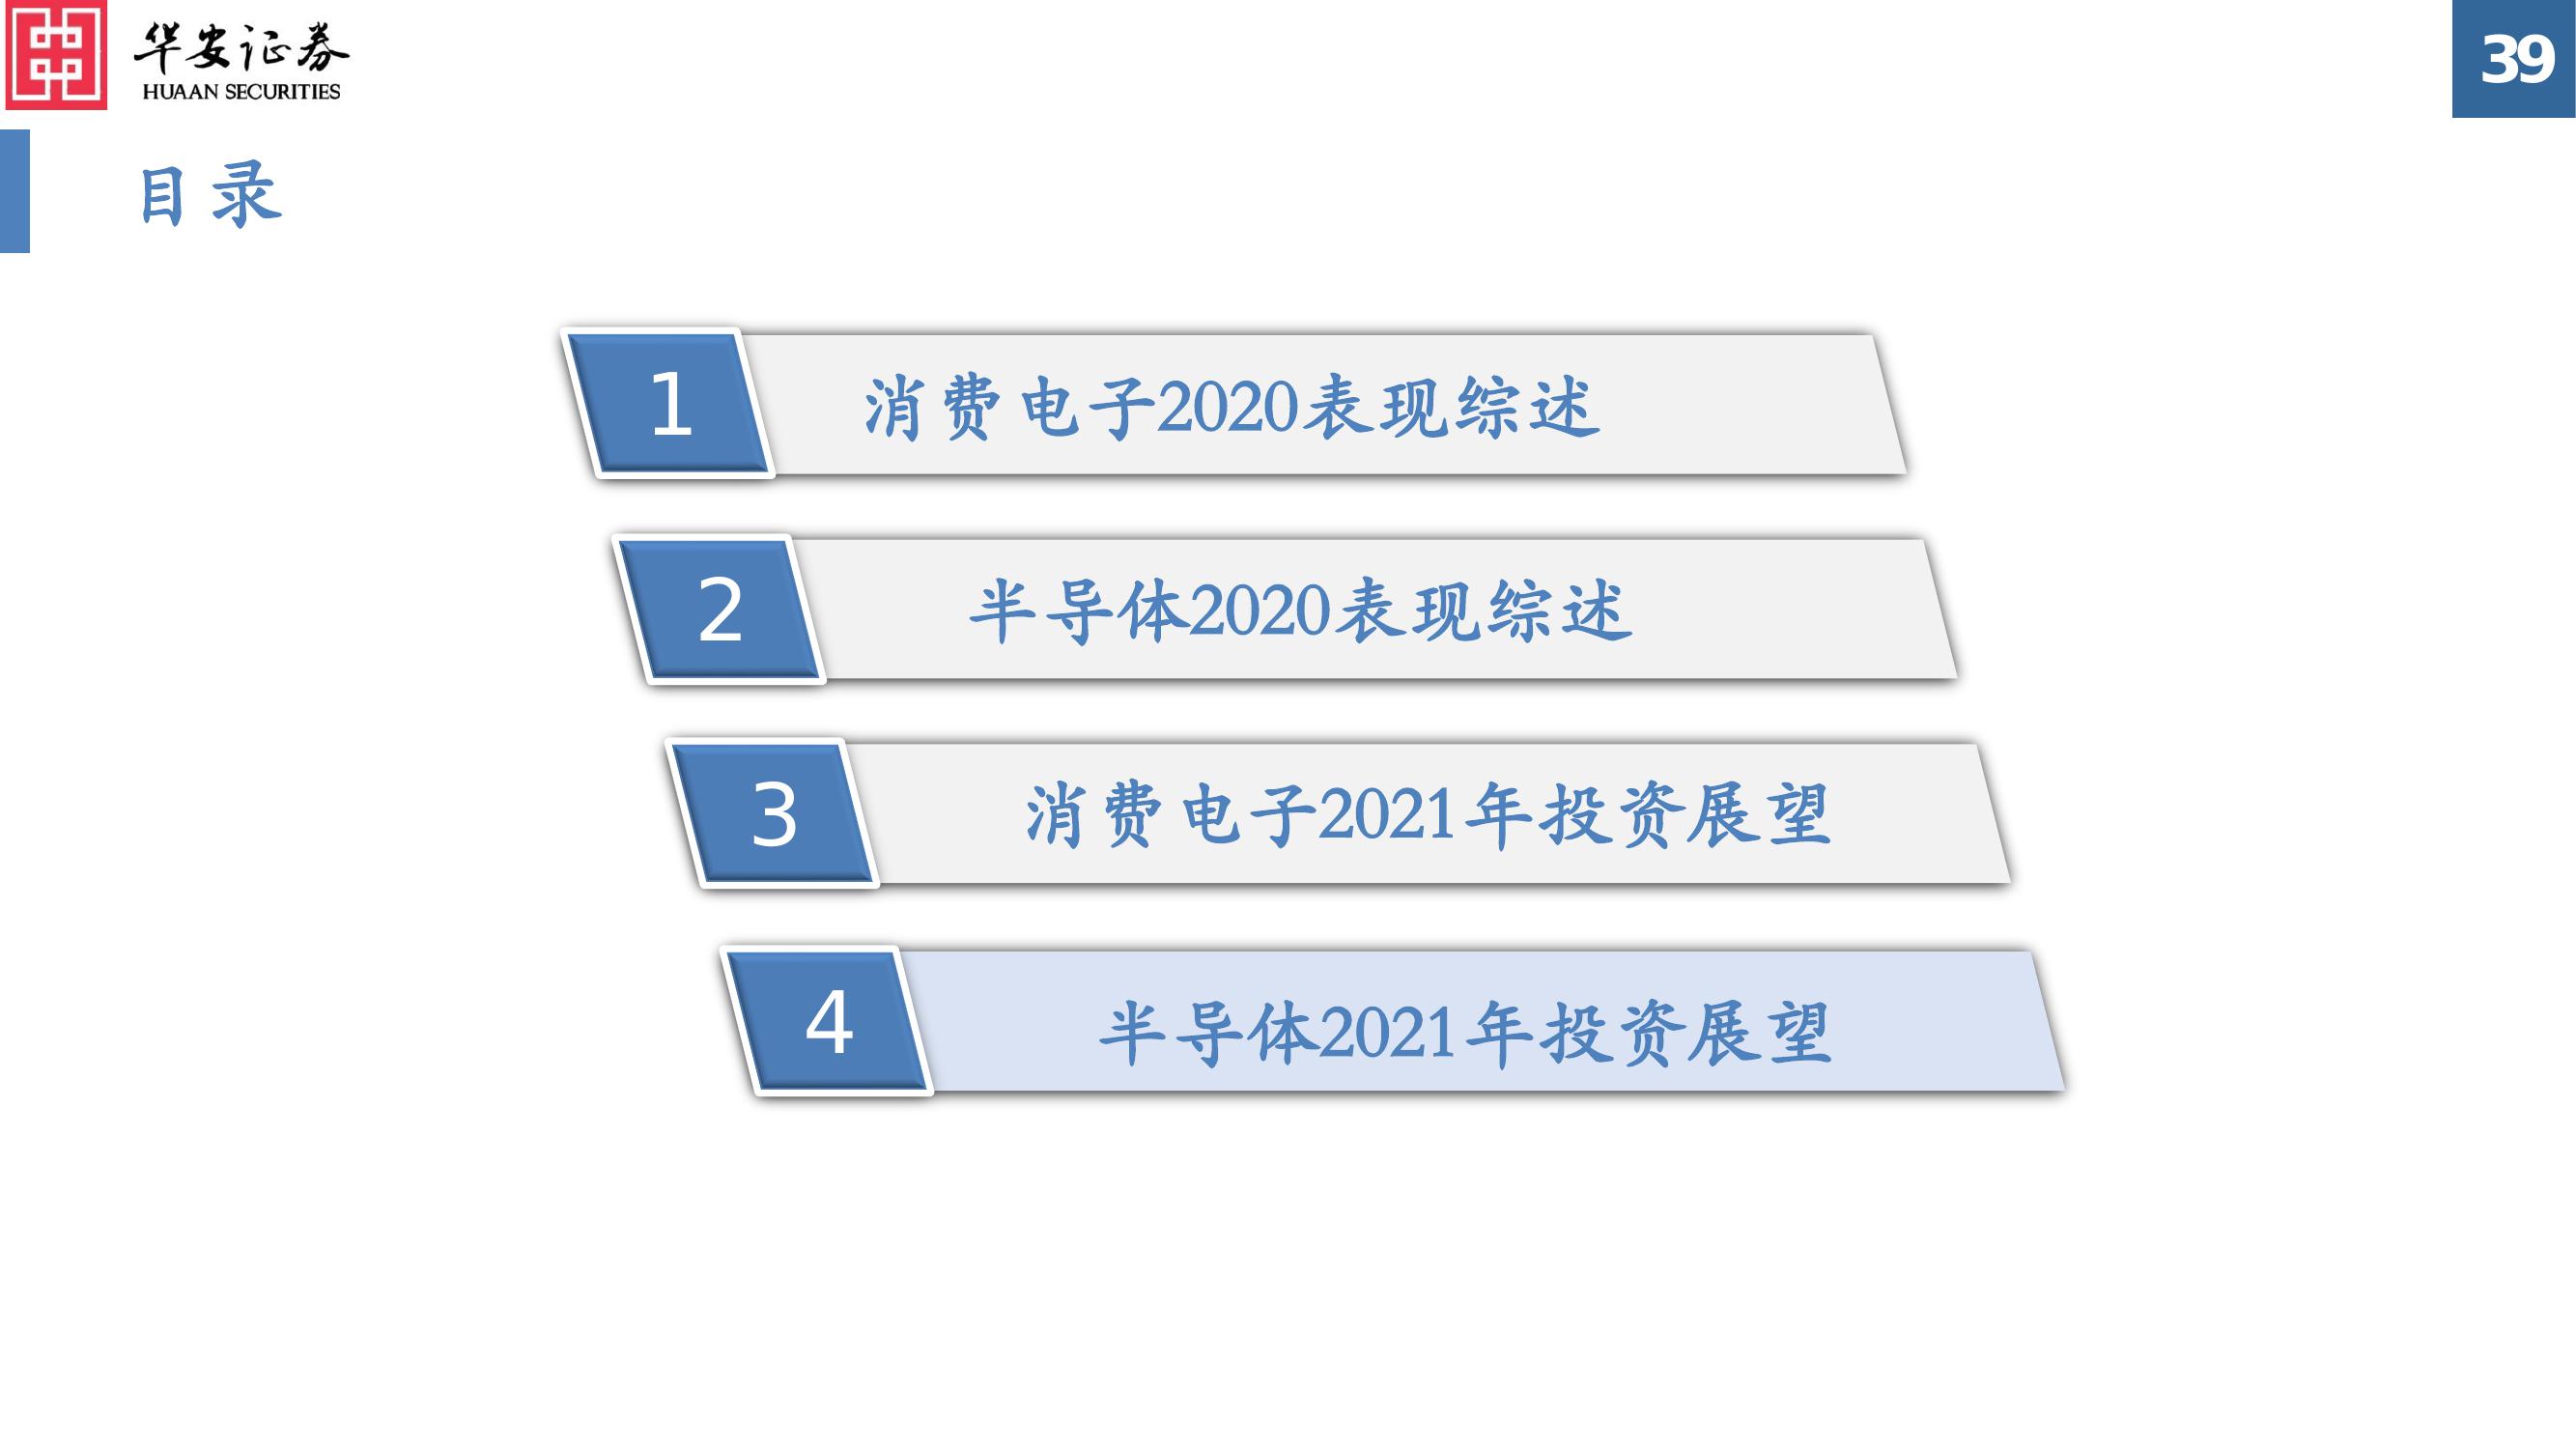 华安证券
HUAAN SECURITIES
39
目录
1
消费电子2020表现综述
2
半导体2020表现综述
3
消费电子2021年投资展望
4
半导体2021年投资展望